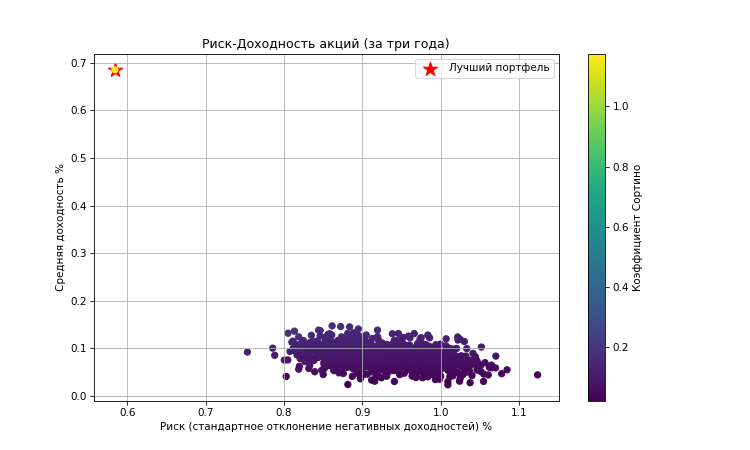 Риск-Доходность акций (за три года)
Лучший портфель
Средняя доходность %
0.7
0.6
0.5
0.4
0.3
0.2
0.1
0.0
0.6 0.7 0.8 0.9 1.0 1.1
Риск (стандартное отклонение негативных доходностей) %
1.0
0.8
0.6
0.4
0.2
Коэффициент Сортино